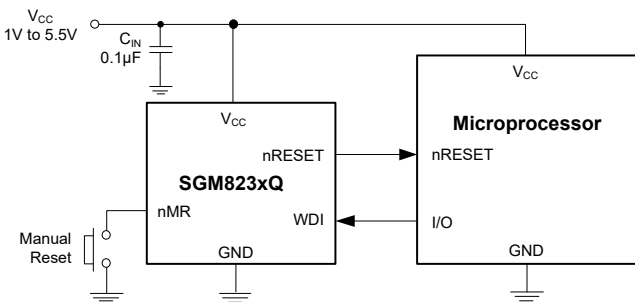 VCC
1V to 5.5V
CIN
0.1µF
VCC
nRESET
SGM823xQ
nMR
WDI
GND
Manual
Reset
VCC
Microprocessor
nRESET
I/O
GND